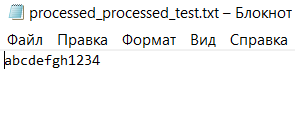 processed_processed_test.txt – Блокнот
Файл Правка Формат Вид Справка
abcdefgh1234